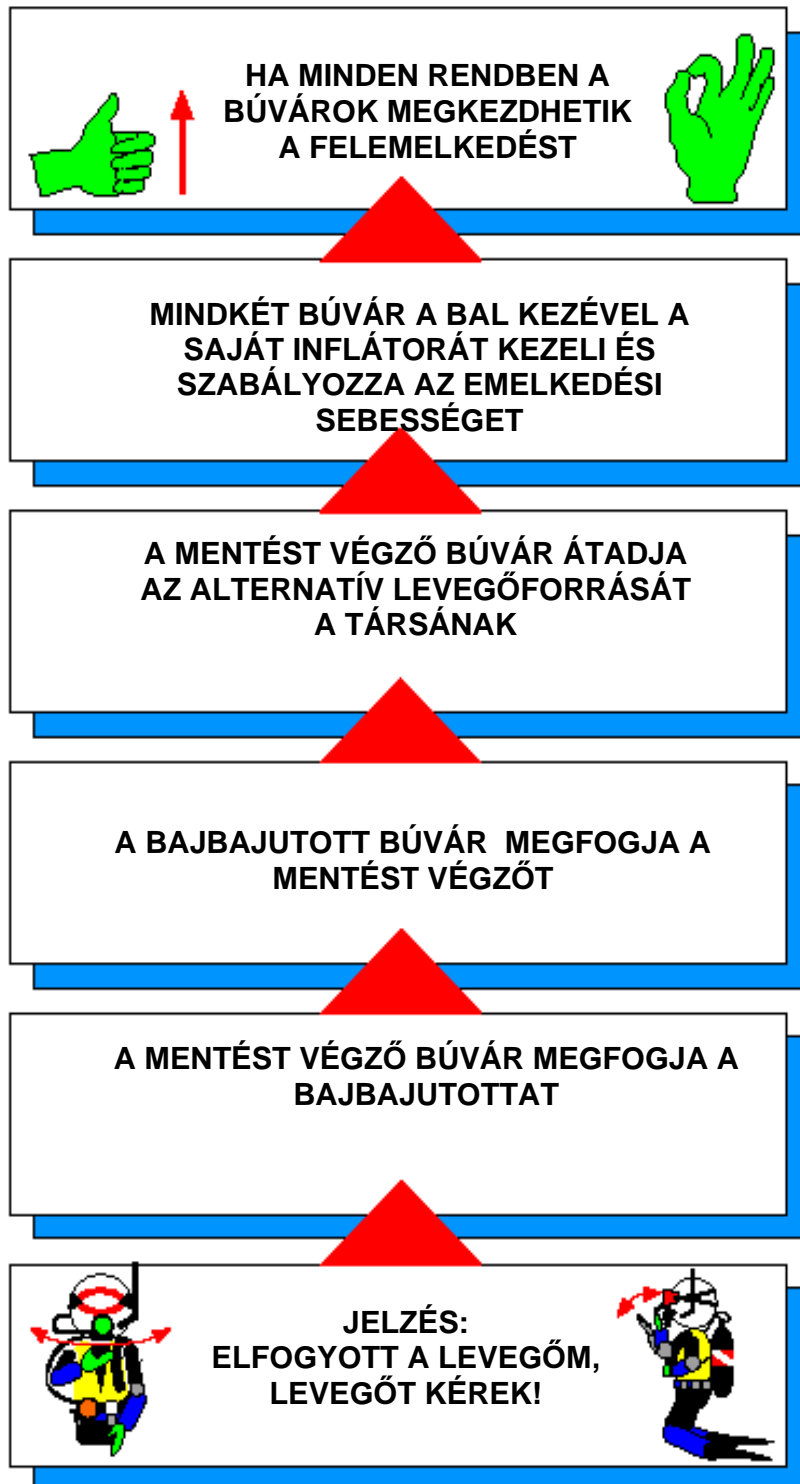 HA MINDEN RENDBEN A
BÚVÁROK MEGKEZDHETIK
A FELEMELKEDÉST
MINDKÉT BÚVÁR A BAL KEZÉVEL A
SAJÁT INFLÁTORÁT KEZELI ÉS
SZABÁLYOZZA AZ EMELKEDÉSI
SEBESSÉGET
A MENTÉST VÉGZŐ BÚVÁR ÁTADJA
AZ ALTERNATÍV LEVEGŐFORRÁSÁT
A TÁRSÁNAK
A BAJBAJUTOTT BÚVÁR MEGFOGJA A
MENTÉST VÉGZŐT
A MENTÉST VÉGZŐ BÚVÁR MEGFOGJA A
BAJBAJUTOTTAT
JELZÉS:
ELFOGYOTT A LEVEGŐM,
LEVEGŐT KÉREK!